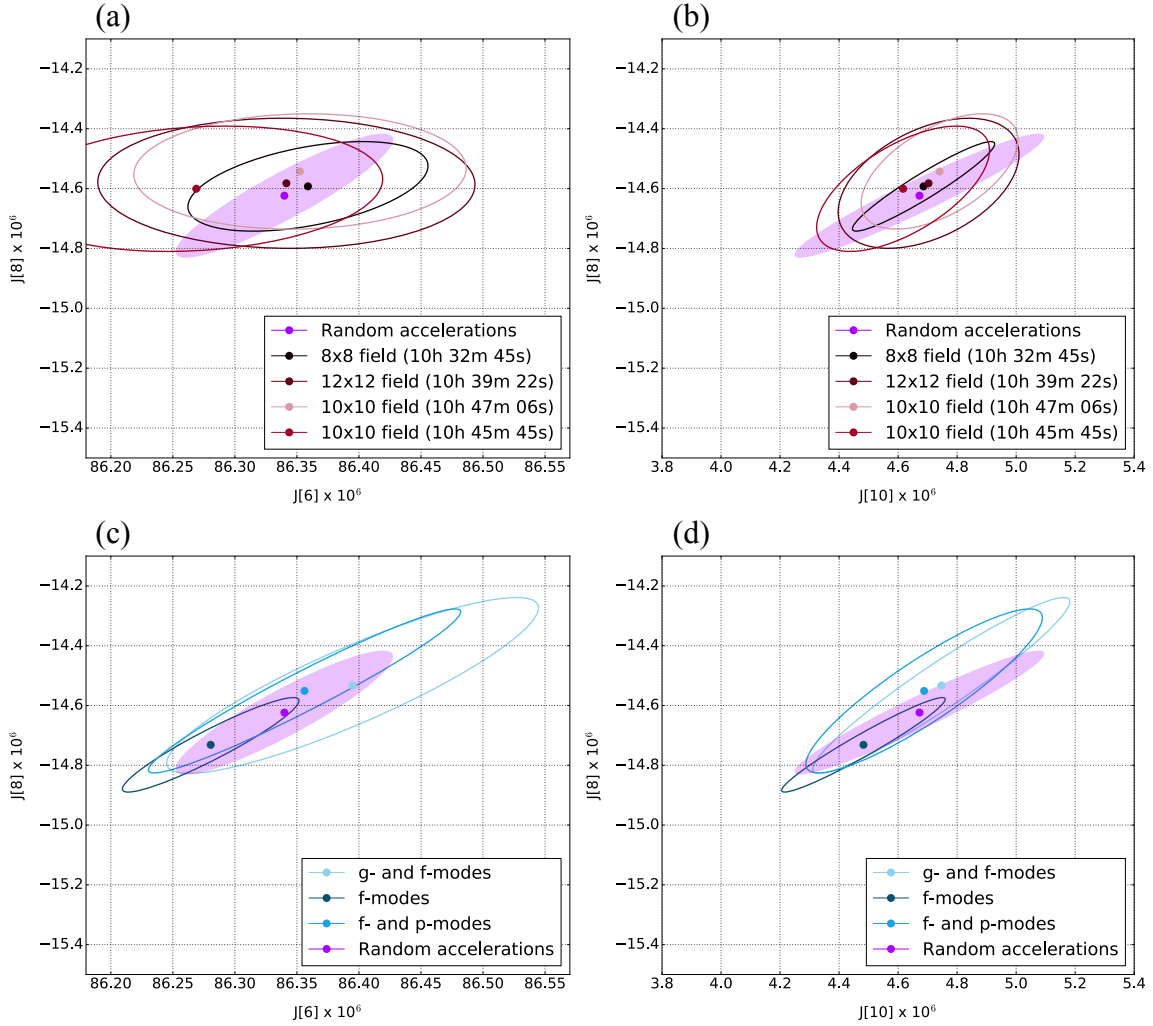 (a)
−14.2
−14.4
−14.6
−14.8
−15.0
−15.2
−15.4
J[8] x 10⁶
Random accelerations
8x8 field (10h 32m 45s)
12x12 field (10h 39m 22s)
10x10 field (10h 47m 06s)
10x10 field (10h 45m 45s)
86.20 86.25 86.30 86.35 86.40 86.45 86.50 86.55
J[6] x 10⁶
(b)
−14.2
−14.4
−14.6
−14.8
−15.0
−15.2
−15.4
J[8] x 10⁶
Random accelerations
8x8 field (10h 32m 45s)
12x12 field (10h 39m 22s)
10x10 field (10h 47m 06s)
10x10 field (10h 45m 45s)
3.8 4.0 4.2 4.4 4.6 4.8 5.0 5.2 5.4
J[10] x 10⁶
(c)
−14.2
−14.4
−14.6
−14.8
−15.0
−15.2
−15.4
J[8] x 10⁶
g- and f-modes
f-modes
f- and p-modes
Random accelerations
86.20 86.25 86.30 86.35 86.40 86.45 86.50 86.55
J[6] x 10⁶
(d)
−14.2
−14.4
−14.6
−14.8
−15.0
−15.2
−15.4
J[8] x 10⁶
g- and f-modes
f-modes
f- and p-modes
Random accelerations
3.8 4.0 4.2 4.4 4.6 4.8 5.0 5.2 5.4
J[10] x 10⁶